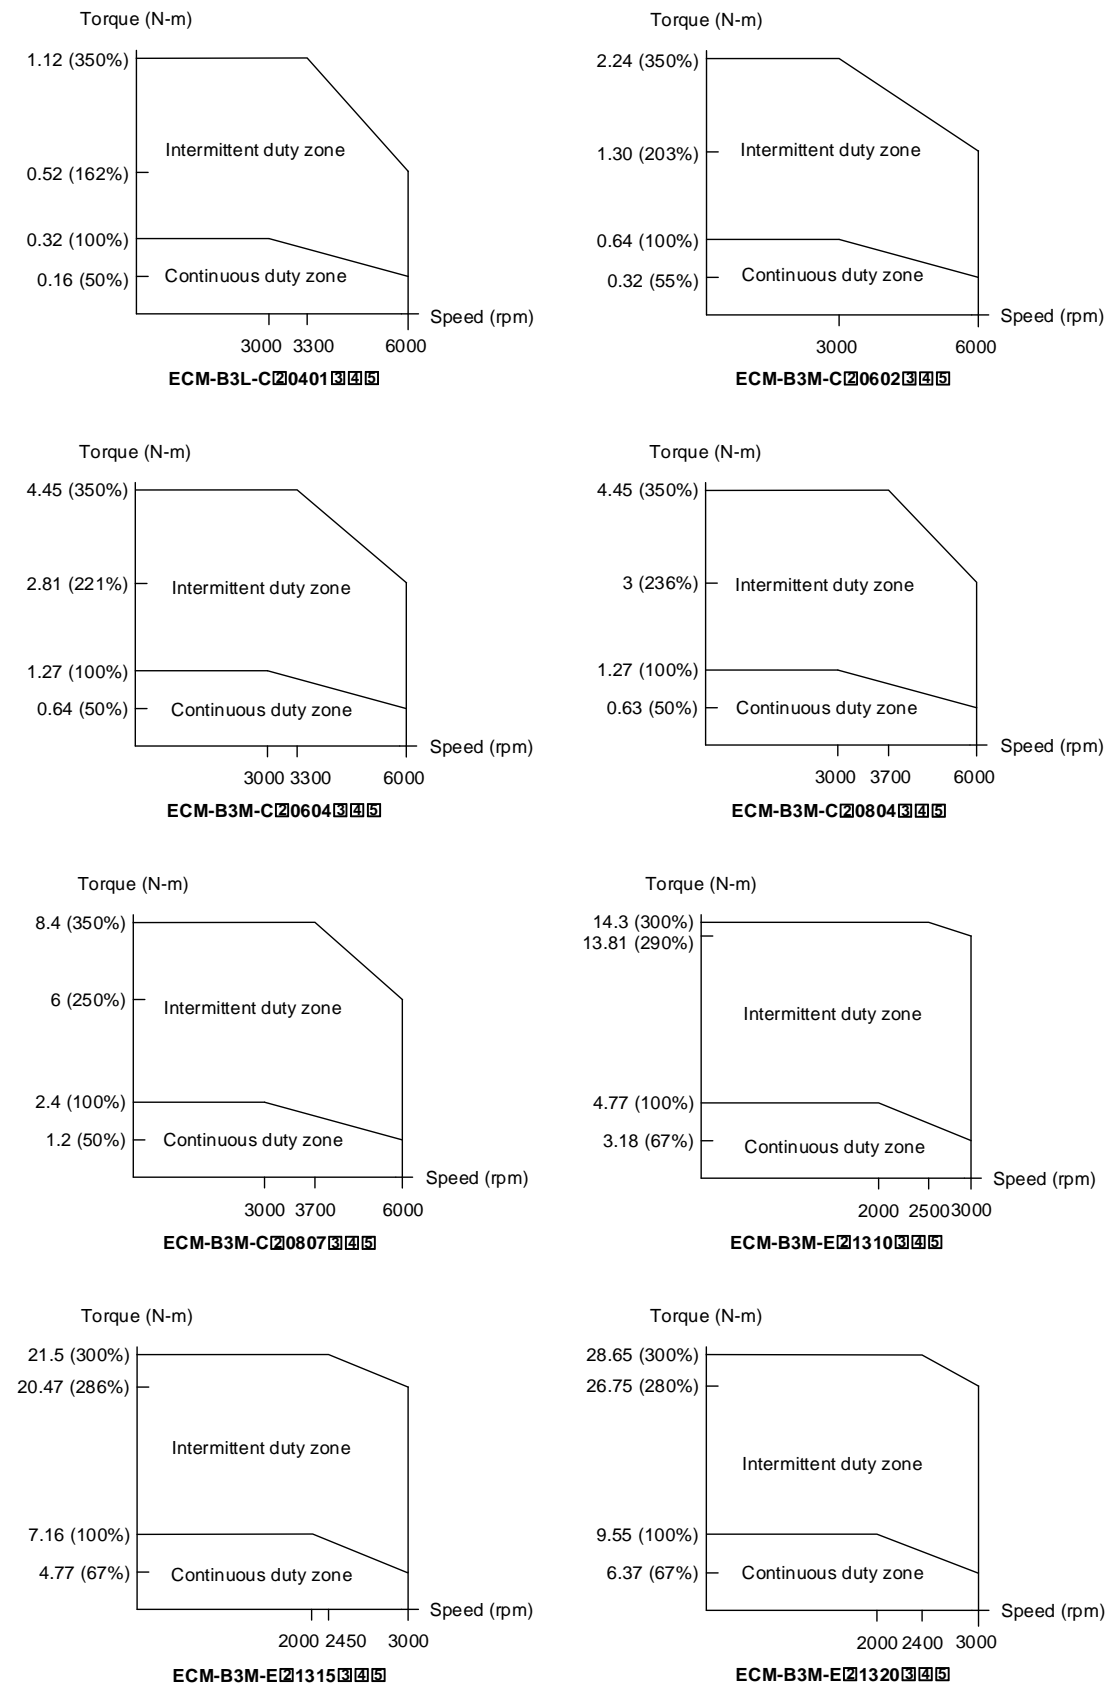 Torque (N-m)
1.12 (350%)
Intermittent duty zone
0.52 (162%)
0.32 (100%)
0.16 (50%)
Continuous duty zone
Speed (rpm)
3000 3300 6000
ECM-B3L-C20401345
Torque (N-m)
2.24 (350%)
1.30 (203%)
Intermittent duty zone
0.64 (100%)
0.32 (55%)
Continuous duty zone
Speed (rpm)
3000 6000
ECM-B3M-C20602345
Torque (N-m)
4.45 (350%)
2.81 (221%)
Intermittent duty zone
1.27 (100%)
0.64 (50%)
Continuous duty zone
Speed (rpm)
3000 3300 6000
ECM-B3M-C20604345
Torque (N-m)
4.45 (350%)
3 (236%)
Intermittent duty zone
1.27 (100%)
0.63 (50%)
Continuous duty zone
Speed (rpm)
3000 3700 6000
ECM-B3M-C20804345
Torque (N-m)
8.4 (350%)
6 (250%)
Intermittent duty zone
2.4 (100%)
1.2 (50%)
Continuous duty zone
Speed (rpm)
3000 3700 6000
ECM-B3M-C20807345
Torque (N-m)
14.3 (300%)
13.81 (290%)
Intermittent duty zone
4.77 (100%)
3.18 (67%)
Continuous duty zone
Speed (rpm)
2000 2500 3000
ECM-B3M-E21310345
Torque (N-m)
21.5 (300%)
20.47 (286%)
Intermittent duty zone
7.16 (100%)
4.77 (67%)
Continuous duty zone
Speed (rpm)
2000 2450 3000
ECM-B3M-E21315345
Torque (N-m)
28.65 (300%)
26.75 (280%)
Intermittent duty zone
9.55 (100%)
6.37 (67%)
Continuous duty zone
Speed (rpm)
2000 2400 3000
ECM-B3M-E21320345